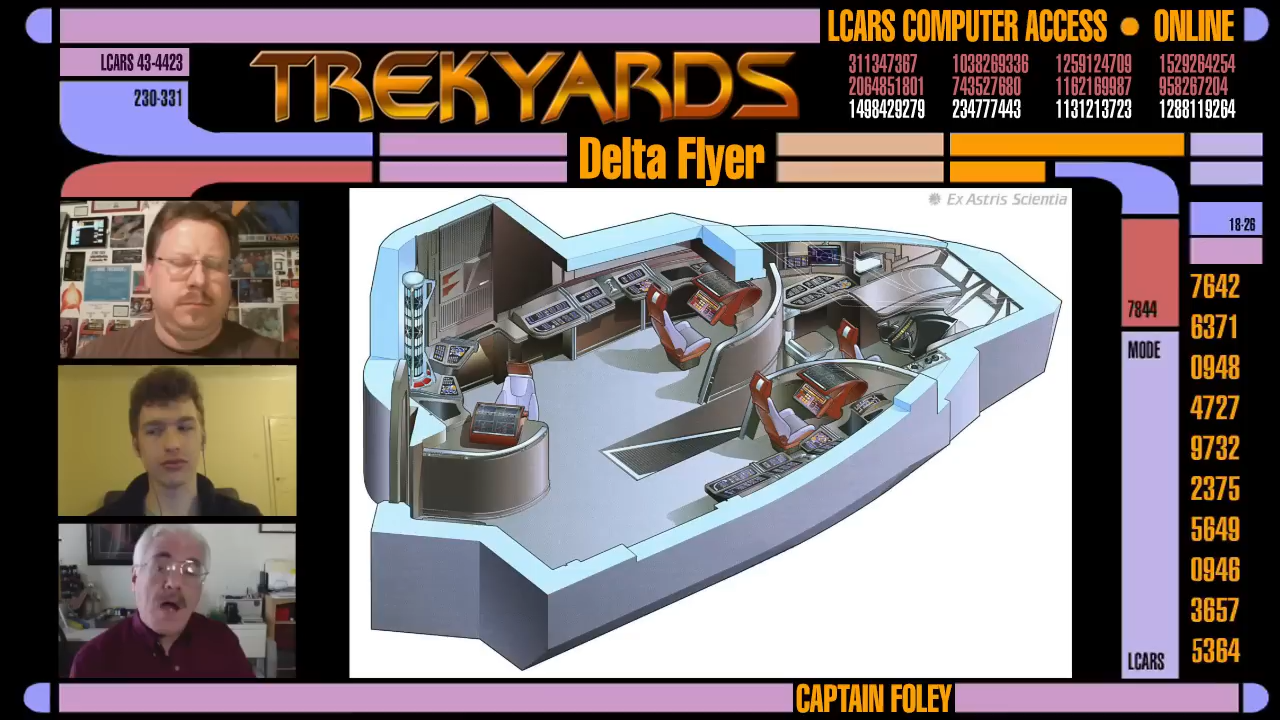 LCARS COMPUTER ACCESS • ONLINE
LCARS 43-4423
230-331
TREKYARDS
311347367 1038269336 1259124709 1529264254
2064851801 743527680 1162169987 958267204
1498429279 234777443 1131213723 1288119264
Delta Flyer
Ex Astris Scientia
18-26
7844
MODE
LCARS
7642
6371
0948
4727
9732
2375
5649
0946
3657
5364
CAPTAIN FOLEY